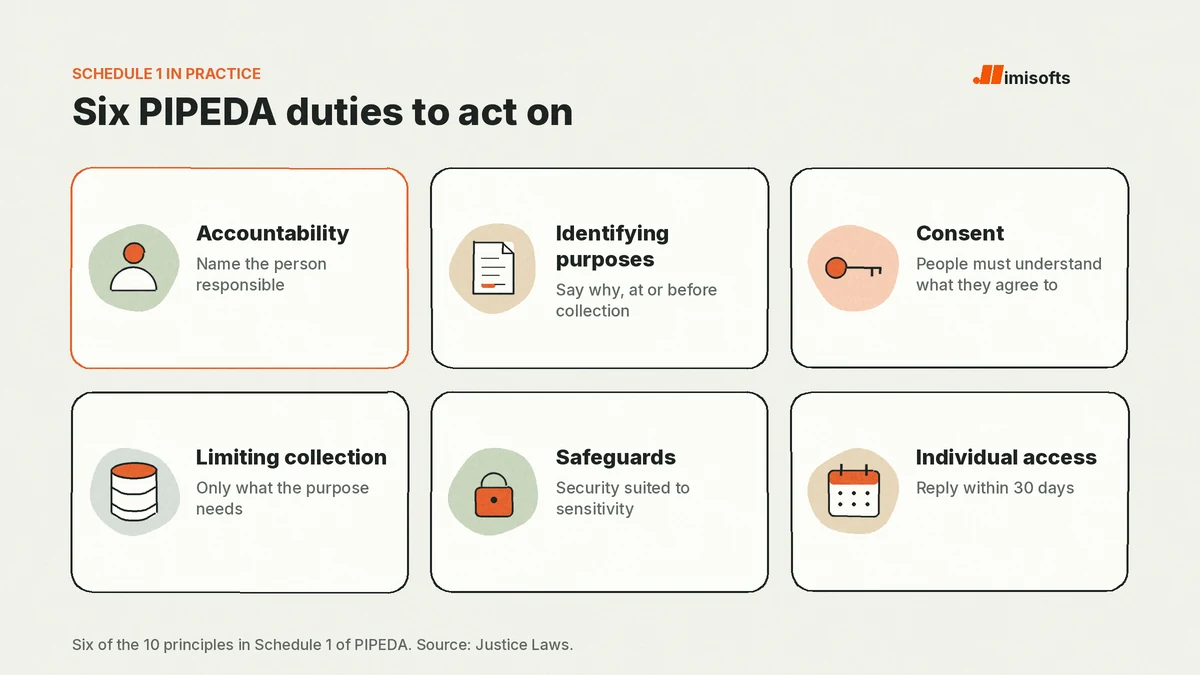 SCHEDULE 1 IN PRACTICE
imisofts
Six PIPEDA duties to act on
Accountability
Name the person
responsible
Identifying
purposes
Say why, at or before
collection
Consent
People must understand
what they agree to
Limiting collection
Only what the purpose
needs
Safeguards
Security suited to
sensitivity
Individual access
Reply within 30 days
Six of the 10 principles in Schedule 1 of PIPEDA. Source: Justice Laws.